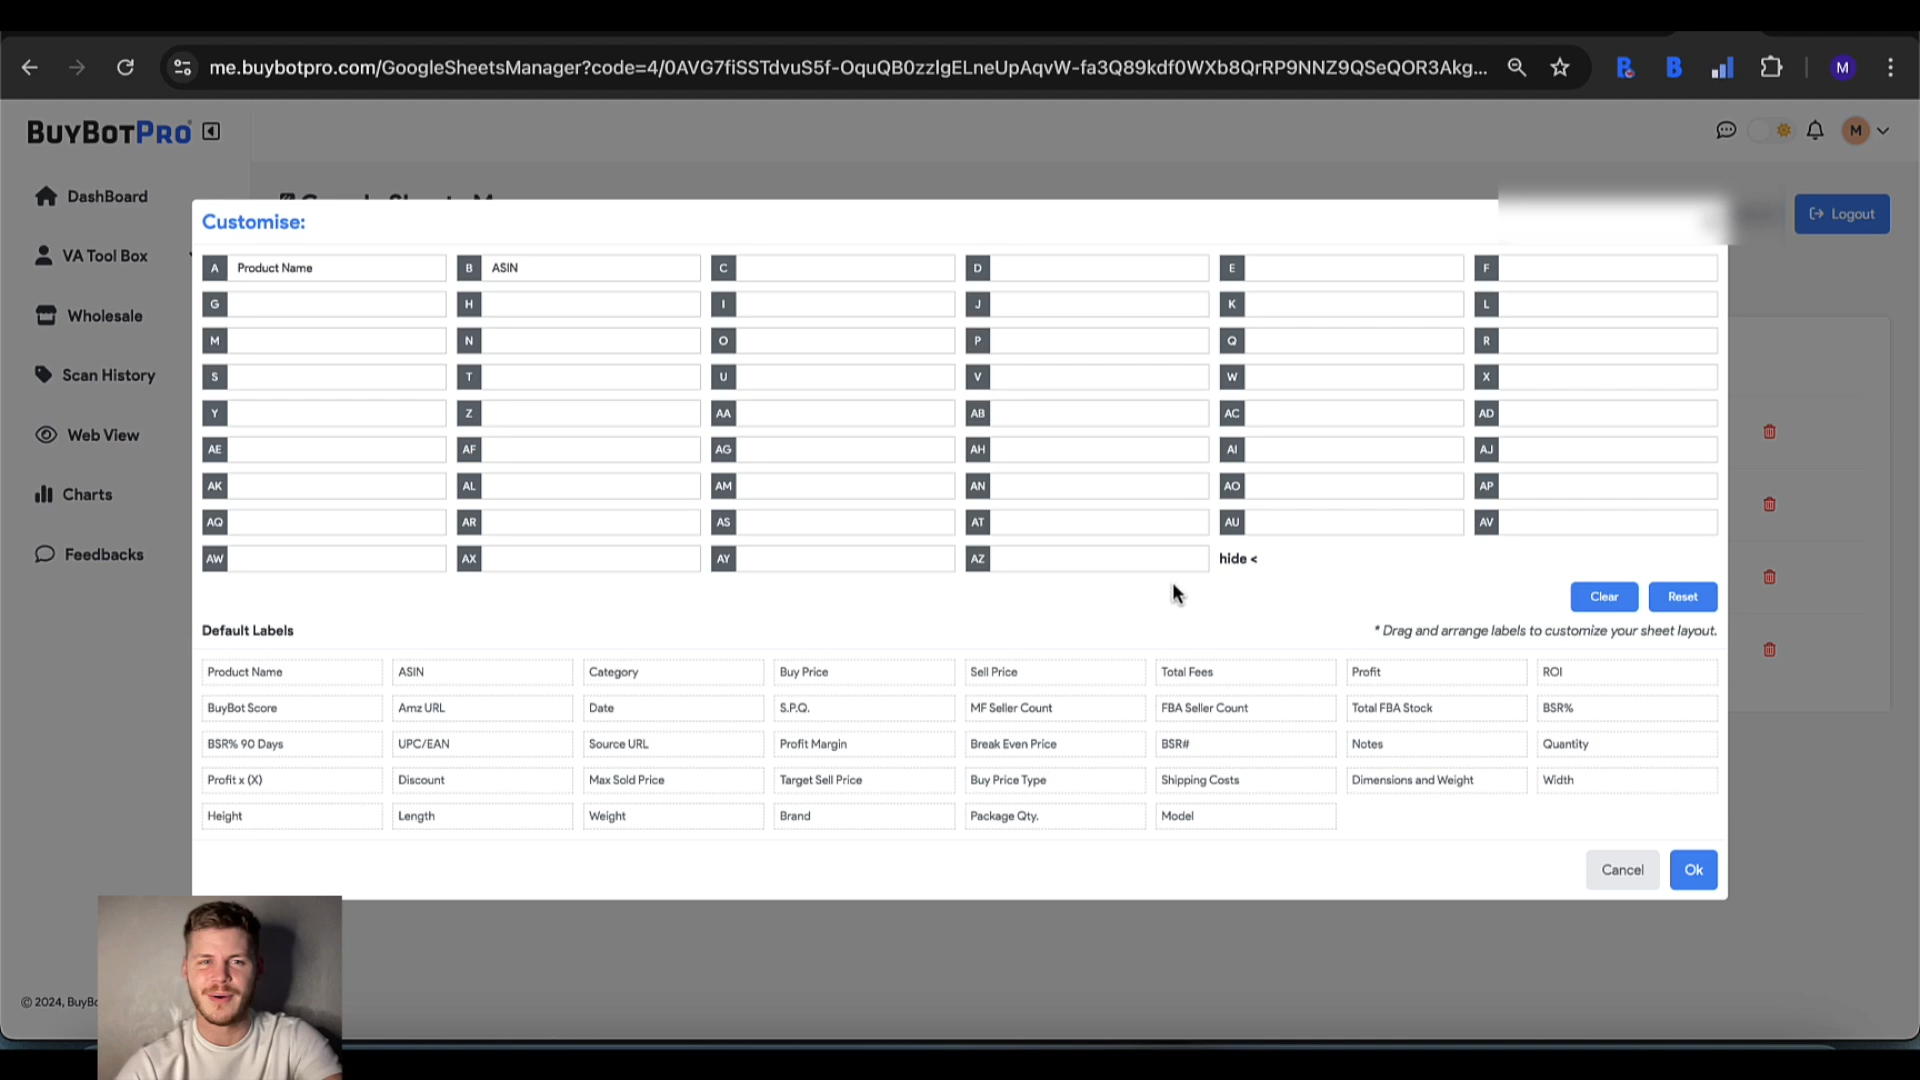 me.buybotpro.com/GoogleSheetsManager?code=4/0AVG7fiSSTdvuS5f-OquQB0zzIgELneUpAqvW-fa3Q89kdf0WXb8QrRP9NNZ9QSeQOR3Akg...
M
BUYBOTPRO
M
DashBoard
Logout
Customise:
VA Tool Box
A Product Name B ASIN C D E F
G H I J K L
Wholesale
M N O P Q R
Scan History
S T U V W X
Y Z AA AB AC AD
Web View
AE AF AG AH AI AJ
AK AL AM AN AO AP
Charts
AQ AR AS AT AU AV
Feedbacks
AW AX AY AZ hide <
Clear Reset
Default Labels * Drag and arrange labels to customize your sheet layout.
Product Name ASIN Category Buy Price Sell Price Total Fees Profit ROI
BuyBot Score Amz URL Date S.P.Q. MF Seller Count FBA Seller Count Total FBA Stock BSR%
BSR% 90 Days UPC/EAN Source URL Profit Margin Break Even Price BSR# Notes Quantity
Profit x (X) Discount Max Sold Price Target Sell Price Buy Price Type Shipping Costs Dimensions and Weight Width
Height Length Weight Brand Package Qty. Model
Cancel Ok
© 2024,